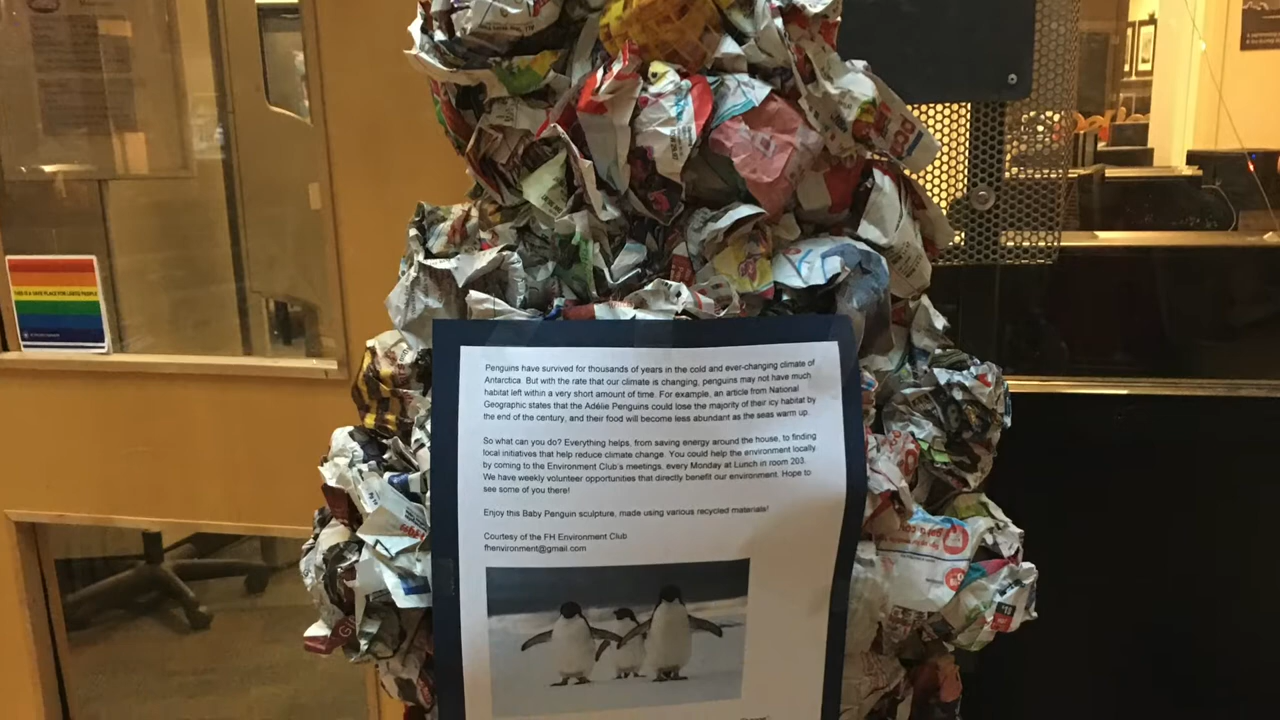 THIS IS A SAFE PLACE FOR LGBTQ PEOPLE
Penguins have survived for thousands of years in the cold and ever-changing climate of
Antarctica. But with the rate that our climate is changing, penguins may not have much
habitat left within a very short amount of time. For example, an article from National
Geographic states that the Adélie Penguins could lose the majority of their icy habitat by
the end of the century, and their food will become less abundant as the seas warm up.
So what can you do? Everything helps, from saving energy around the house, to finding
local initiatives that help reduce climate change. You could help the environment locally
by coming to the Environment Club's meetings, every Monday at Lunch in room 203.
We have weekly volunteer opportunities that directly benefit our environment. Hope to
see some of you there!
Enjoy this Baby Penguin sculpture, made using various recycled materials!
Courtesy of the FH Environment Club
fhenvironment@gmail.com